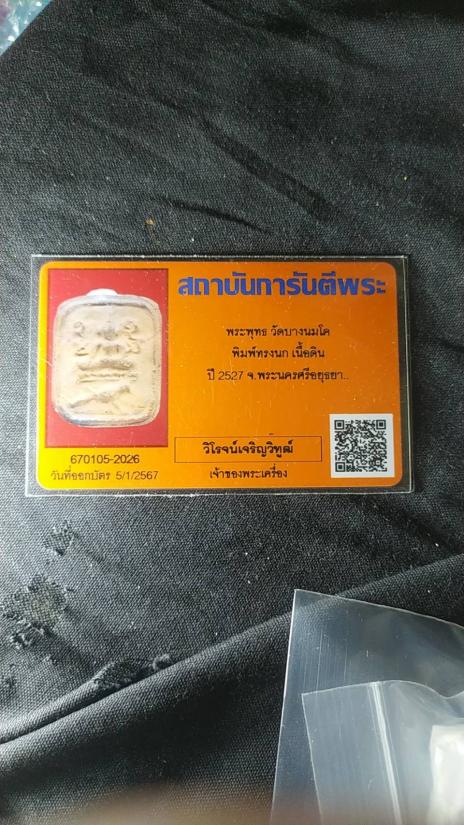 สถาบันการันตีพระ
พระพุทธ วัดบางนมโค
พิมพ์ทรงนก เนื้อดิน
ปี 2527 จ.พระนครศรีอยุธยา..
วิโรจน์เจริญวิทูฒ์
เจ้าของพระเครื่อง
670105-2026
วันที่ออกบัตร 5/1/2567